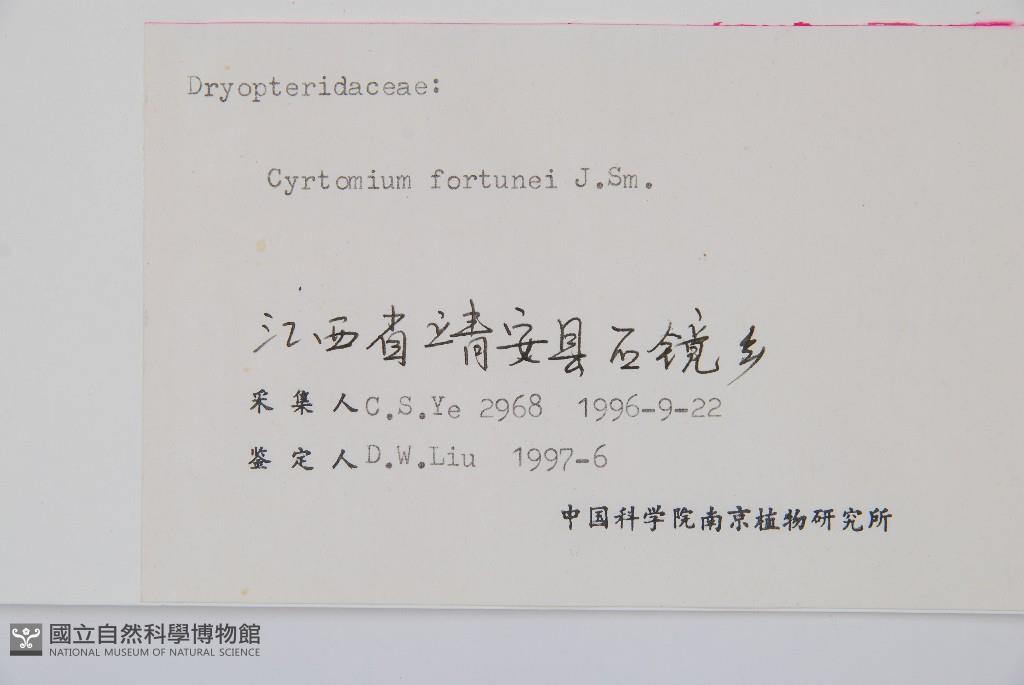 Dryopteridaceae:
Cyrtomium fortunei J.Sm.
江西省靖安县石镜乡
采集人C.S.Ye 2968 1996-9-22
鉴定人D.W.Liu 1997-6
中国科学院南京植物研究所
國立自然科學博物館
NATIONAL MUSEUM OF NATURAL SCIENCE